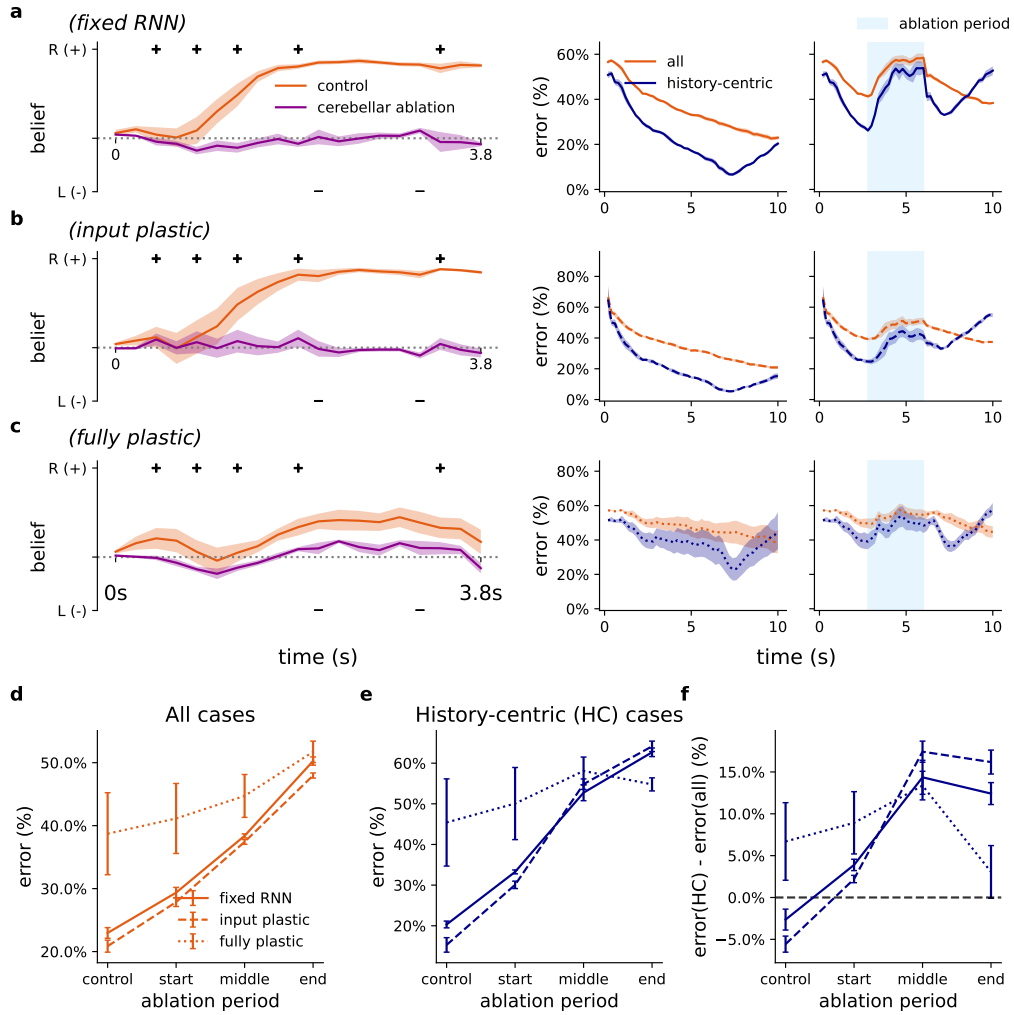 a
(fixed RNN)
ablation period
R (+)
+ + + + +
control
cerebellar ablation
belief
0
3.8
L (-)
− −
error (%)
60%
40%
20%
0%
all
history-centric
0 5 10
0 5 10
b
(input plastic)
R (+)
+ + + + +
belief
0
3.8
L (-)
− −
error (%)
80%
60%
40%
20%
0%
0 5 10
0 5 10
c
(fully plastic)
R (+)
+ + + + +
belief
0s
3.8s
L (-)
− −
time (s)
error (%)
80%
60%
40%
20%
0%
0 5 10
0 5 10
time (s)
d
All cases
error (%)
50.0%
40.0%
30.0%
20.0%
fixed RNN
input plastic
fully plastic
control start middle end
ablation period
e
History-centric (HC) cases
error (%)
60%
50%
40%
30%
20%
control start middle end
ablation period
f
error(HC) - error(all) (%)
15.0%
10.0%
5.0%
0.0%
−5.0%
control start middle end
ablation period